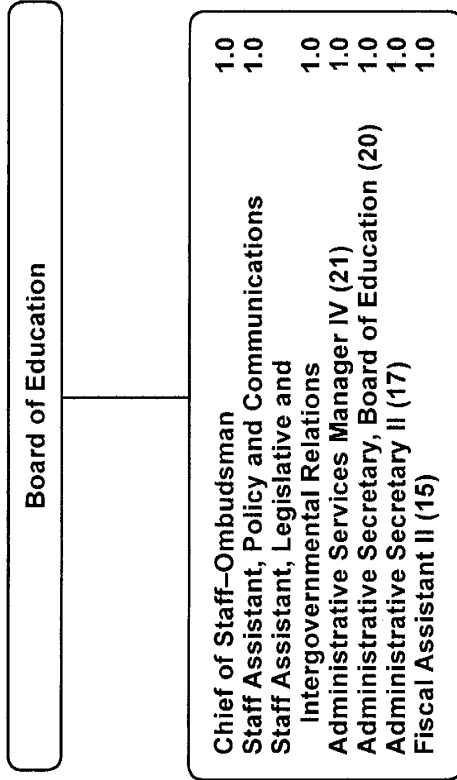 Board of Education
Chief of Staff–Ombudsman 1.0
Staff Assistant, Policy and Communications 1.0
Staff Assistant, Legislative and
Intergovernmental Relations 1.0
Administrative Services Manager IV (21) 1.0
Administrative Secretary, Board of Education (20) 1.0
Administrative Secretary II (17) 1.0
Fiscal Assistant II (15) 1.0